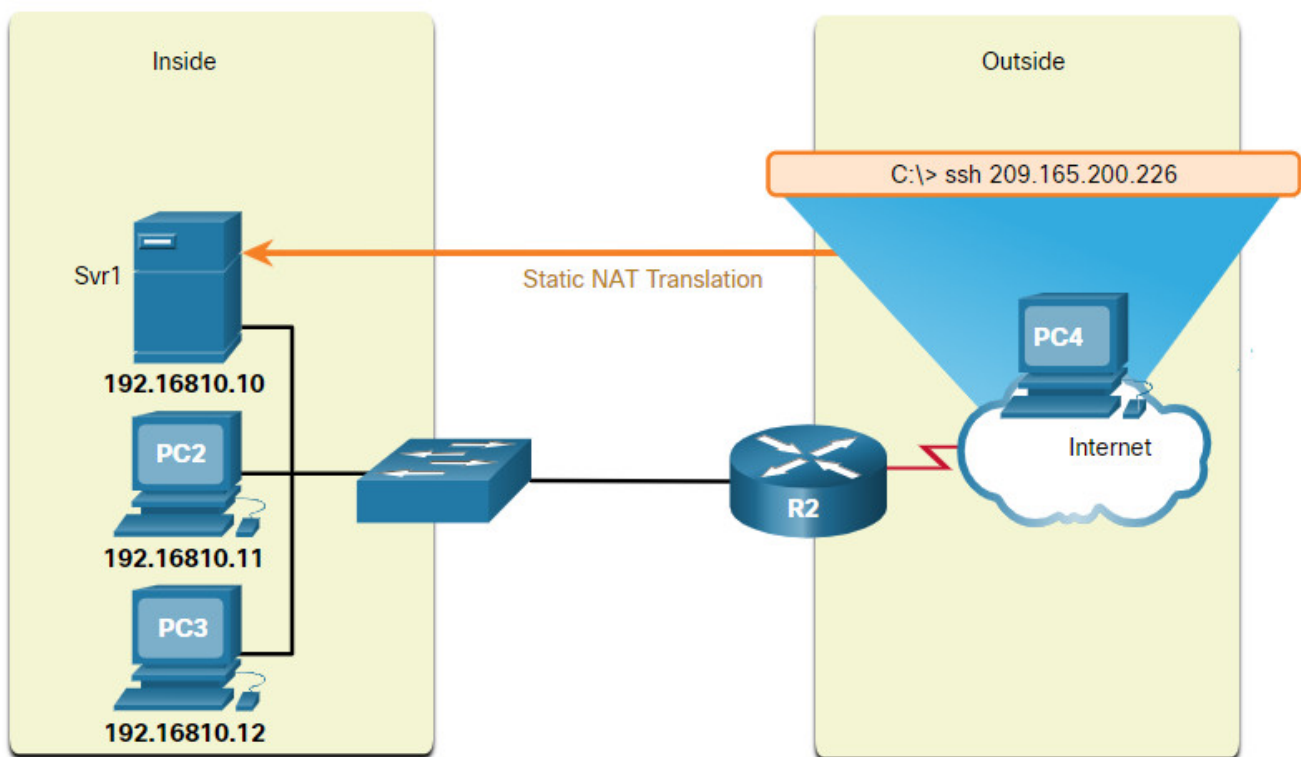 Inside
Outside
C:\> ssh 209.165.200.226
Svr1
Static NAT Translation
PC4
192.16810.10
PC2
Internet
R2
192.16810.11
PC3
192.16810.12